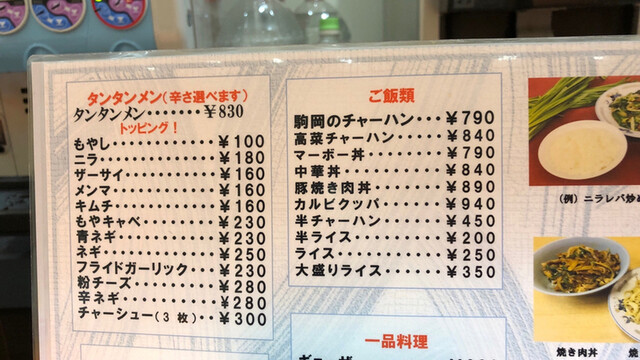 タンタンメン(辛さ選べます)
タンタンメン・・・・・・・¥830
トッピング！
もやし・・・・・・・・・・¥100
ニラ・・・・・・・・・・・¥180
ザーサイ・・・・・・・・・¥160
メンマ・・・・・・・・・・¥160
キムチ・・・・・・・・・・¥160
もやキャベ・・・・・・・・¥230
青ネギ・・・・・・・・・・¥230
ネギ・・・・・・・・・・・¥250
フライドガーリック・・・・¥230
粉チーズ・・・・・・・・・¥280
辛ネギ・・・・・・・・・・¥280
チャーシュー(3 枚)・・・¥300
ご飯類
駒岡のチャーハン・・・¥790
高菜チャーハン・・・・¥840
マーボー丼・・・・・・¥790
中華丼・・・・・・・・¥840
豚焼き肉丼・・・・・・¥890
カルビクッパ・・・・・¥940
半チャーハン・・・・・¥450
半ライス・・・・・・・¥200
ライス・・・・・・・・¥250
大盛りライス・・・・・¥350
一品料理
(例) ニラレバ炒め
焼き肉丼